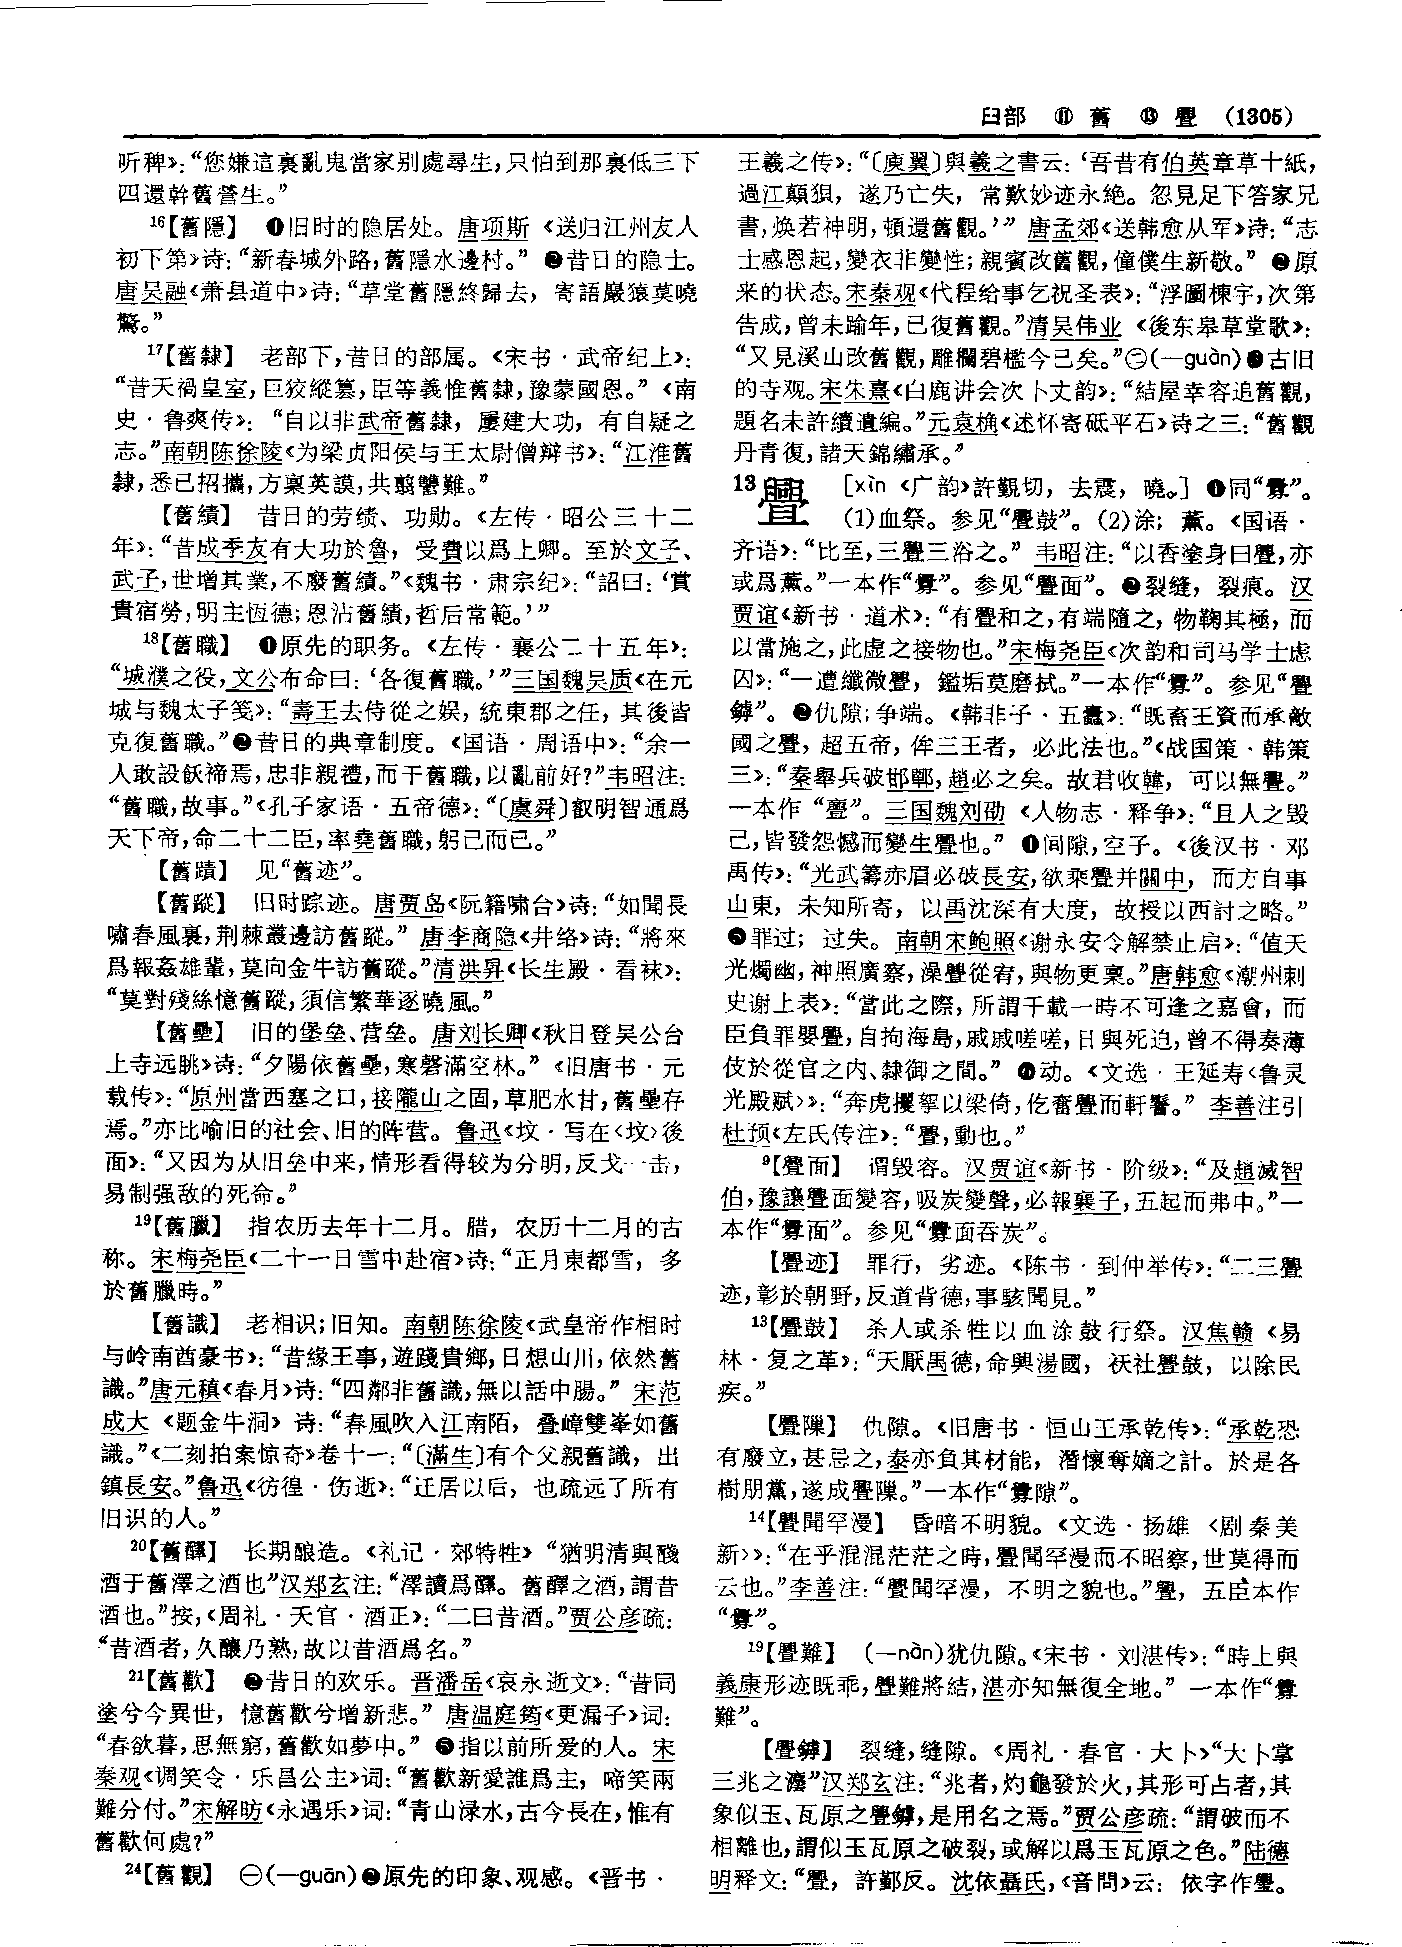 臼部 ⑪ 舊 ⑬ 舋 (1305)
听稗》：“您嫌這裏亂鬼當家别處尋生，只怕到那裏低三下
四還幹舊營生。”
16【舊隱】 ❶旧时的隐居处。唐项斯《送归江州友人
初下第》诗：“新春城外路，舊隱水邊村。” ❷昔日的隐士。
唐吴融《萧县道中》诗：“草堂舊隱終歸去，寄語巖猿莫曉
驚。”
17【舊隸】 老部下，昔日的部属。《宋书·武帝纪上》：
“昔天禍皇室，巨狡縱篡，臣等義惟舊隸，豫蒙國恩。”《南
史·鲁爽传》：“自以非武帝舊隸，屢建大功，有自疑之
志。”南朝陈徐陵《为梁贞阳侯与王太尉僧辩书》：“江淮舊
隸，悉已招攜，方稟英謨，共翦讐難。”
【舊績】 昔日的劳绩、功勋。《左传·昭公三十二
年》：“昔成季友有大功於魯，受費以爲上卿。至於文子、
武子，世增其業，不廢舊績。”《魏书·肃宗纪》：“詔曰：‘賞
貴宿勞，明主恆德；恩沾舊績，哲后常範。’”
18【舊職】 ❶原先的职务。《左传·襄公二十五年》：
“城濮之役，文公布命曰：‘各復舊職。’”三国魏吴质《在元
城与魏太子笺》：“壽王去侍從之娱，統東郡之任，其後皆
克復舊職。”❷昔日的典章制度。《国语·周语中》：“余一
人敢設飫禘焉，忠非親禮，而干舊職，以亂前好？”韦昭注：
“舊職，故事。”《孔子家语·五帝德》：“〔虞舜〕叡明智通爲
天下帝，命二十二臣，率堯舊職，躬己而已。”
【舊蹟】 见“舊迹”。
【舊蹤】 旧时踪迹。唐贾岛《阮籍啸台》诗：“如聞長
嘯春風裏，荆棘叢邊訪舊蹤。” 唐李商隐《井络》诗：“將來
爲報姦雄輩，莫向金牛訪舊蹤。”清洪昇《长生殿·看袜》：
“莫對殘絲憶舊蹤，須信繁華逐曉風。”
【舊壘】 旧的堡垒、营垒。唐刘长卿《秋日登吴公台
上寺远眺》诗：“夕陽依舊壘，寒磬滿空林。”《旧唐书·元
载传》：“原州當西塞之口，接隴山之固，草肥水甘，舊壘存
焉。”亦比喻旧的社会、旧的阵营。鲁迅《坟·写在〈坟〉後
面》：“又因为从旧垒中来，情形看得较为分明，反戈一击，
易制强敌的死命。”
19【舊臘】 指农历去年十二月。腊，农历十二月的古
称。宋梅尧臣《二十一日雪中赴宿》诗：“正月東都雪，多
於舊臘時。”
【舊識】 老相识；旧知。南朝陈徐陵《武皇帝作相时
与岭南酋豪书》：“昔緣王事，遊踐貴鄉，日想山川，依然舊
識。”唐元稹《春月》诗：“四鄰非舊識，無以話中腸。” 宋范
成大《题金牛洞》诗：“春風吹入江南陌，叠嶂雙峯如舊
識。”《二刻拍案惊奇》卷十一：“〔滿生〕有个父親舊識，出
鎮長安。”鲁迅《彷徨·伤逝》：“迁居以后，也疏远了所有
旧识的人。”
20【舊醳】 长期酿造。《礼记·郊特牲》“猶明清與醆
酒于舊澤之酒也”汉郑玄注：“澤讀爲醳。舊醳之酒，謂昔
酒也。”按，《周礼·天官·酒正》：“二曰昔酒。”贾公彦疏：
“昔酒者，久釀乃熟，故以昔酒爲名。”
21【舊歡】 ❷昔日的欢乐。晋潘岳《哀永逝文》：“昔同
塗兮今異世，憶舊歡兮增新悲。” 唐温庭筠《更漏子》词：
“春欲暮，思無窮，舊歡如夢中。” ❺指以前所爱的人。宋
秦观《调笑令·乐昌公主》词：“舊歡新愛誰爲主，啼笑兩
難分付。”宋解昉《永遇乐》词：“青山渌水，古今長在，惟有
舊歡何處？”
24【舊觀】 ㊀(—guān)❷原先的印象、观感。《晋书·
王羲之传》：“〔庾翼〕與羲之書云：‘吾昔有伯英章草十紙，
過江顛狽，遂乃亡失，常歎妙迹永絶。忽見足下答家兄
書，焕若神明，頓還舊觀。’” 唐孟郊《送韩愈从军》诗：“志
士感恩起，變衣非變性；親賓改舊觀，僮僕生新敬。” ❷原
来的状态。宋秦观《代程给事乞祝圣表》：“浮圖棟宇，次第
告成，曾未踰年，已復舊觀。”清吴伟业《後东皋草堂歌》：
“又見溪山改舊觀，雕欄碧檻今已矣。”㊁(—guàn)❷古旧
的寺观。宋朱熹《白鹿讲会次卜丈韵》：“結屋幸容追舊觀，
題名未許續遺編。”元袁桷《述怀寄砥平石》诗之三：“舊觀
丹青復，諸天錦繡承。”
13舋 ［xìn《广韵》許覲切，去震，曉。］❶同“釁”。
(1)血祭。参见“舋鼓”。(2)涂；薰。《国语·
齐语》：“比至，三舋三浴之。” 韦昭注：“以香塗身曰舋，亦
或爲薰。”一本作“釁”。参见“舋面”。❷裂缝，裂痕。汉
贾谊《新书·道术》：“有舋和之，有端隨之，物鞠其極，而
以當施之，此虚之接物也。”宋梅尧臣《次韵和司马学士虑
囚》：“一遭纖微舋，鑑垢莫磨拭。”一本作“釁”。参见“舋
罅”。❷仇隙；争端。《韩非子·五蠹》：“既畜王資而承敵
國之舋，超五帝，侔三王者，必此法也。”《战国策·韩策
三》：“秦舉兵破邯鄲，趙必之矣。故君收韓，可以無舋。”
一本作“亹”。三国魏刘劭《人物志·释争》：“且人之毁
己，皆發怨憾而變生舋也。” ❶间隙，空子。《後汉书·邓
禹传》：“光武籌赤眉必破長安，欲乘舋并關中，而方自事
山東，未知所寄，以禹沈深有大度，故授以西討之略。”
❺罪过；过失。南朝宋鲍照《谢永安令解禁止启》：“值天
光燭幽，神照廣察，澡舋從宥，與物更稟。”唐韩愈《潮州刺
史谢上表》：“當此之際，所謂千載一時不可逢之嘉會，而
臣負罪嬰舋，自拘海島，戚戚嗟嗟，日與死迫，曾不得奏薄
伎於從官之内、隸御之間。” ❻动。《文选·王延寿〈鲁灵
光殿赋〉》：“奔虎攫挐以梁倚，仡奮舋而軒鬐。” 李善注引
杜预《左氏传注》：“舋，動也。”
9【舋面】 谓毁容。汉贾谊《新书·阶级》：“及趙滅智
伯，豫讓舋面變容，吸炭變聲，必報襄子，五起而弗中。”一
本作“釁面”。参见“釁面吞炭”。
【舋迹】 罪行，劣迹。《陈书·到仲举传》：“二三舋
迹，彰於朝野，反道背德，事駭聞見。”
13【舋鼓】 杀人或杀牲以血涂鼓行祭。汉焦赣《易
林·复之革》：“天厭禹德，命興湯國，祅社舋鼓，以除民
疾。”
【舋隟】 仇隙。《旧唐书·恒山王承乾传》：“承乾恐
有廢立，甚忌之，泰亦負其材能，潛懷奪嫡之計。於是各
樹朋黨，遂成舋隟。”一本作“釁隙”。
14【舋聞罕漫】 昏暗不明貌。《文选·扬雄〈剧秦美
新〉》：“在乎混混茫茫之時，舋聞罕漫而不昭察，世莫得而
云也。”李善注：“舋聞罕漫，不明之貌也。”舋，五臣本作
“釁”。
19【舋難】 (—nàn)犹仇隙。《宋书·刘湛传》：“時上與
義康形迹既乖，舋難將結，湛亦知無復全地。” 一本作“釁
難”。
【舋罅】 裂缝，缝隙。《周礼·春官·大卜》“大卜掌
三兆之灋”汉郑玄注：“兆者，灼龜發於火，其形可占者，其
象似玉、瓦原之舋罅，是用名之焉。”贾公彦疏：“謂破而不
相離也，謂似玉瓦原之破裂，或解以爲玉瓦原之色。”陆德
明释文：“舋，許鄞反。沈依聶氏，《音問》云：依字作璺。